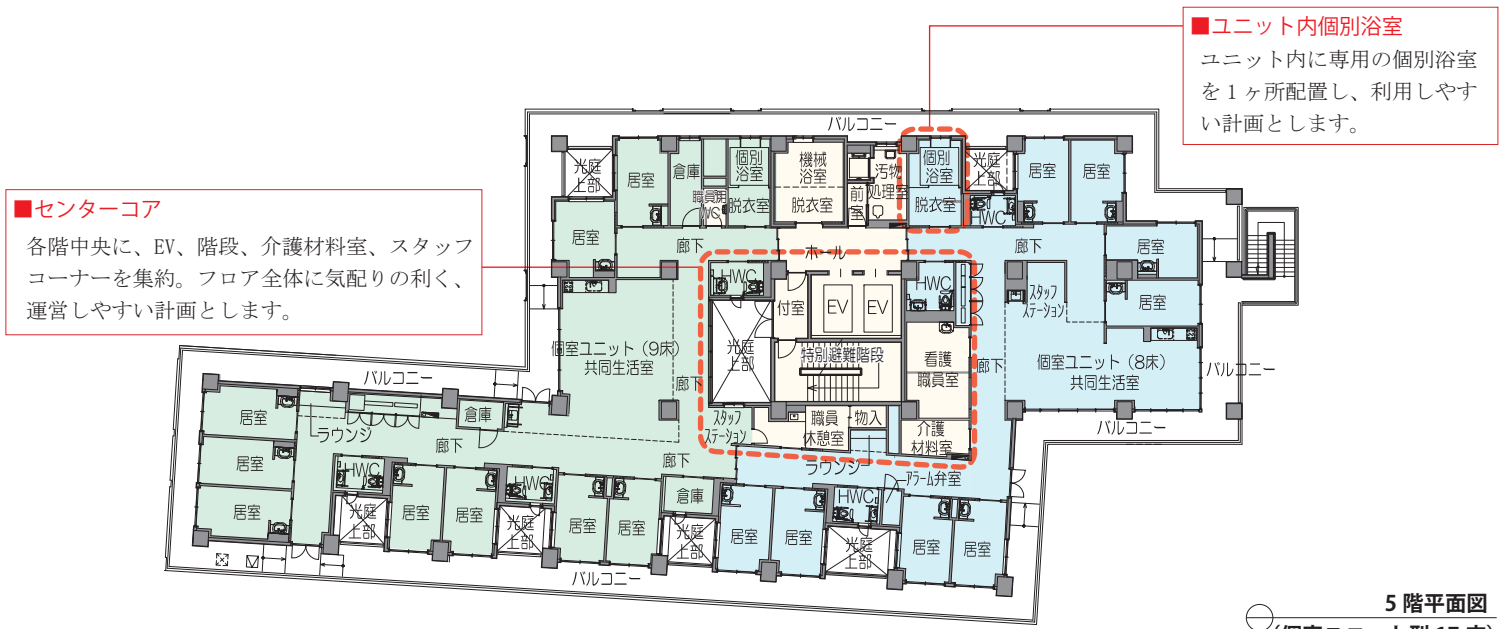 ■ユニット内個別浴室
ユニット内に専用の個別浴室
を１ヶ所配置し、利用しやす
い計画とします。
■センターコア
各階中央に、EV、階段、介護材料室、スタッフ
コーナーを集約。フロア全体に気配りの利く、
運営しやすい計画とします。
バルコニー
光庭
上部
居室
倉庫
職員用
WC
個別
浴室
脱衣室
機械
浴室
脱衣室
前室
汚物
処理室
個別
浴室
脱衣室
光庭
上部
WC
居室
居室
居室
廊下
ホール
廊下
居室
HWC
付室
EV
EV
HWC
スタッフ
ステーション
居室
光庭
上部
特別避難階段
看護
職員室
廊下
個室ユニット（9床）
共同生活室
廊下
個室ユニット（8床）
共同生活室
バルコニー
バルコニー
バルコニー
居室
ラウンジ
倉庫
スタッフ
ステーション
職員
休憩室
物入
介護
材料室
廊下
廊下
ラウンジ
アラーム弁室
居室
HWC
HWC
HWC
居室
光庭
上部
居室
居室
光庭
上部
居室
居室
倉庫
光庭
上部
居室
居室
光庭
上部
居室
居室
バルコニー
5 階平面図